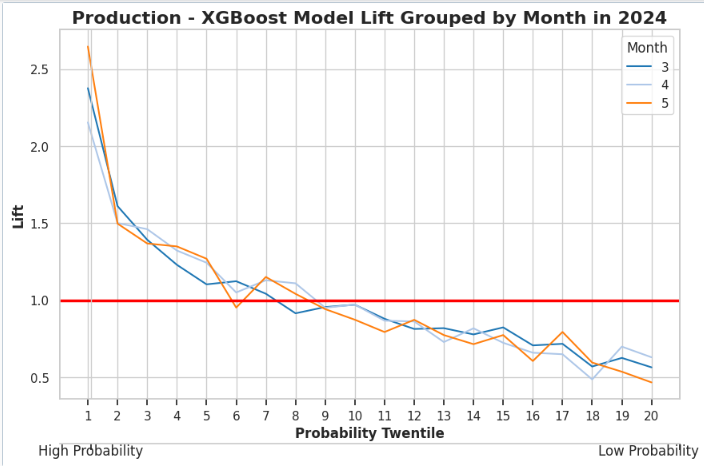 Production - XGBoost Model Lift Grouped by Month in 2024
Month
3
4
5
Lift
2.5
2.0
1.5
1.0
0.5
1 2 3 4 5 6 7 8 9 10 11 12 13 14 15 16 17 18 19 20
Probability Twentile
High Probability Low Probability